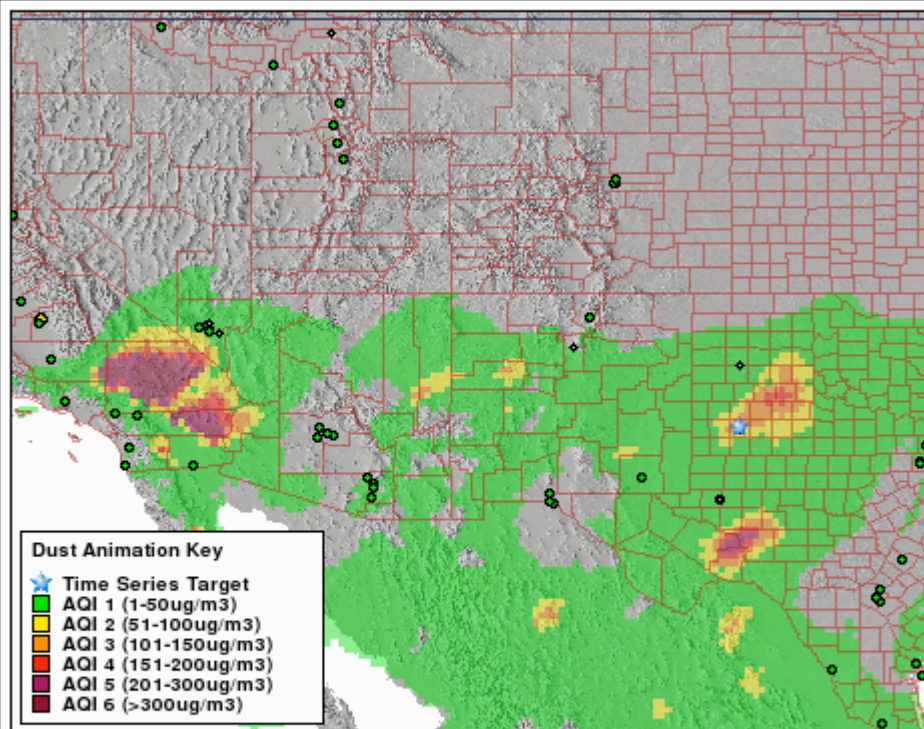 Dust Animation Key
Time Series Target
AQI 1 (1-50ug/m3)
AQI 2 (51-100ug/m3)
AQI 3 (101-150ug/m3)
AQI 4 (151-200ug/m3)
AQI 5 (201-300ug/m3)
AQI 6 (>300ug/m3)